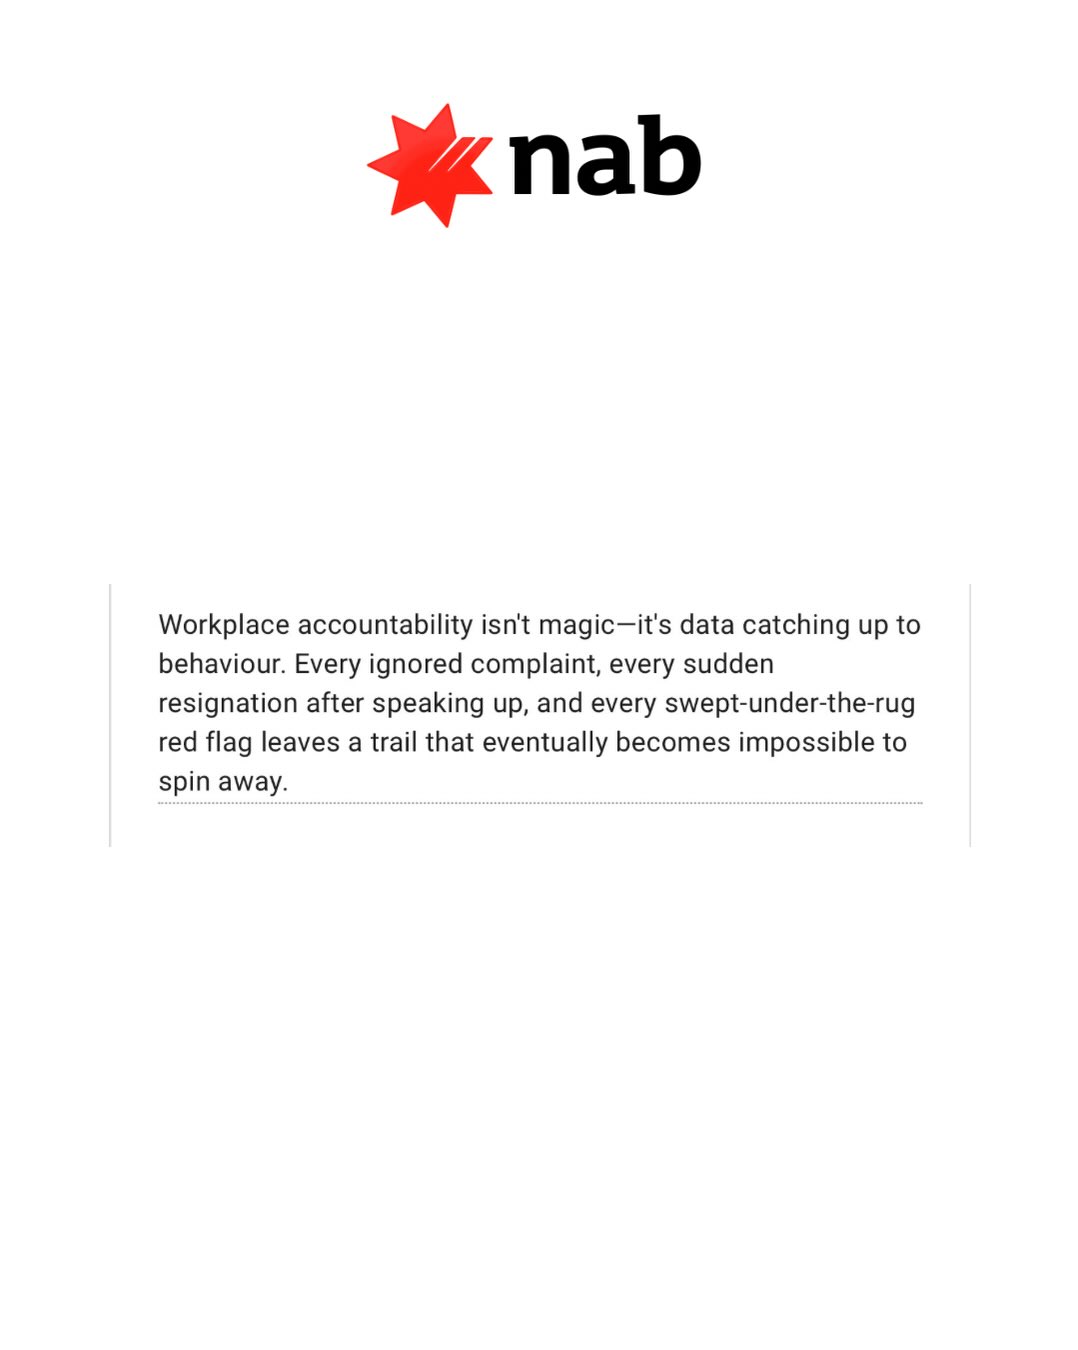 nab
Workplace accountability isn't magic—it's data catching up to
behaviour. Every ignored complaint, every sudden
resignation after speaking up, and every swept-under-the-rug
red flag leaves a trail that eventually becomes impossible to
spin away.